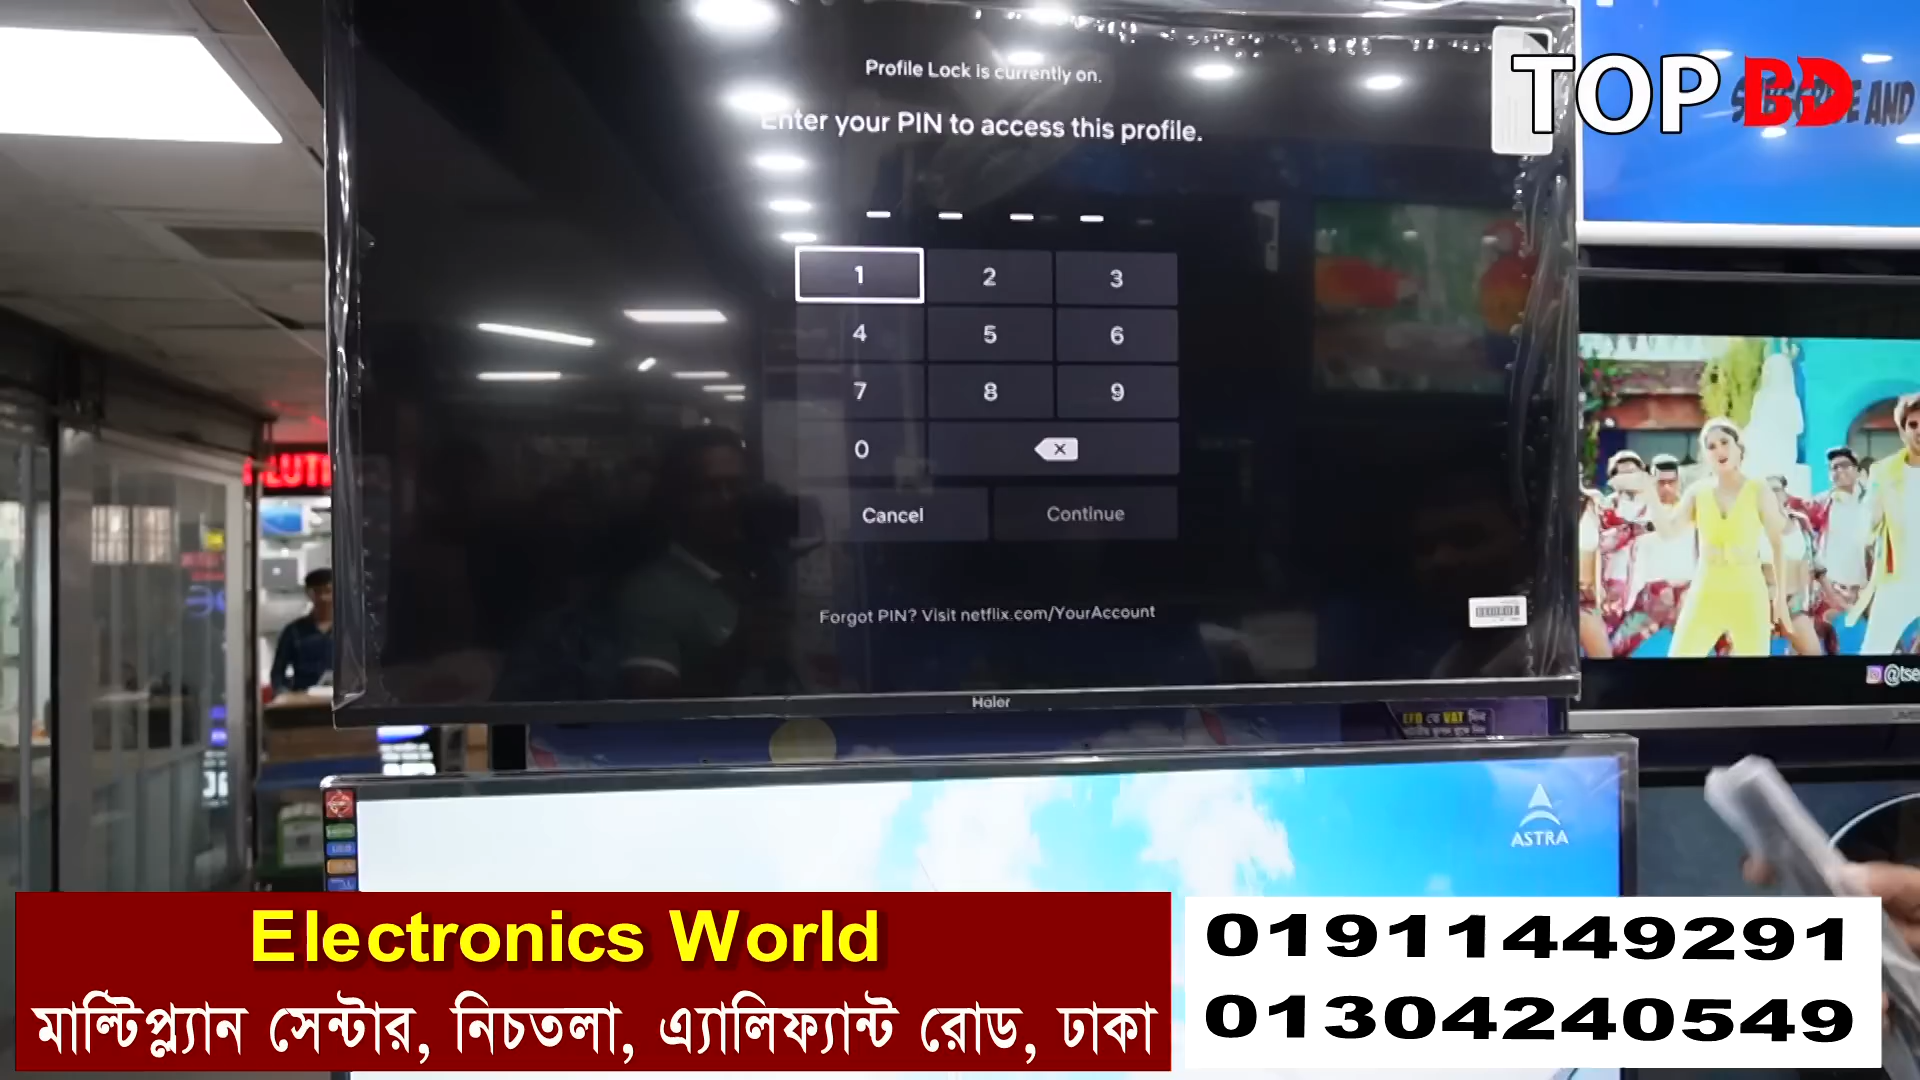 Profile Lock is currently on.
Enter your PIN to access this profile.
1 2 3
4 5 6
7 8 9
0
Cancel Continue
Forgot PIN? Visit netflix.com/YourAccount
Haier
TOP BD
AND
@tse
ASTRA
Electronics World
মাল্টিপ্ল্যান সেন্টার, নিচতলা, এ্যালিফ্যান্ট রোড, ঢাকা
01911449291
01304240549